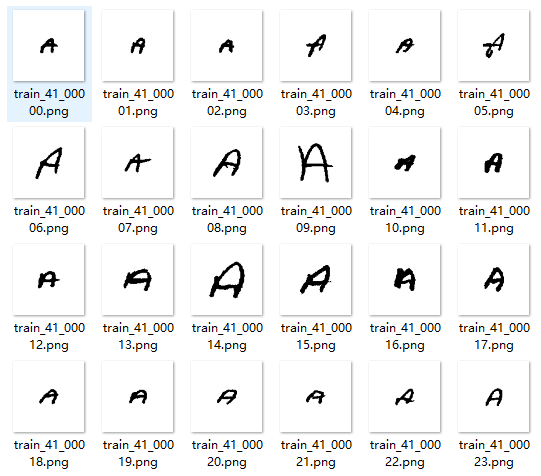 A A A A A A
train_41_000 train_41_000 train_41_000 train_41_000 train_41_000 train_41_000
00.png 01.png 02.png 03.png 04.png 05.png
A A A A A A
train_41_000 train_41_000 train_41_000 train_41_000 train_41_000 train_41_000
06.png 07.png 08.png 09.png 10.png 11.png
A A A A A A
train_41_000 train_41_000 train_41_000 train_41_000 train_41_000 train_41_000
12.png 13.png 14.png 15.png 16.png 17.png
A A A A A A
train_41_000 train_41_000 train_41_000 train_41_000 train_41_000 train_41_000
18.png 19.png 20.png 21.png 22.png 23.png